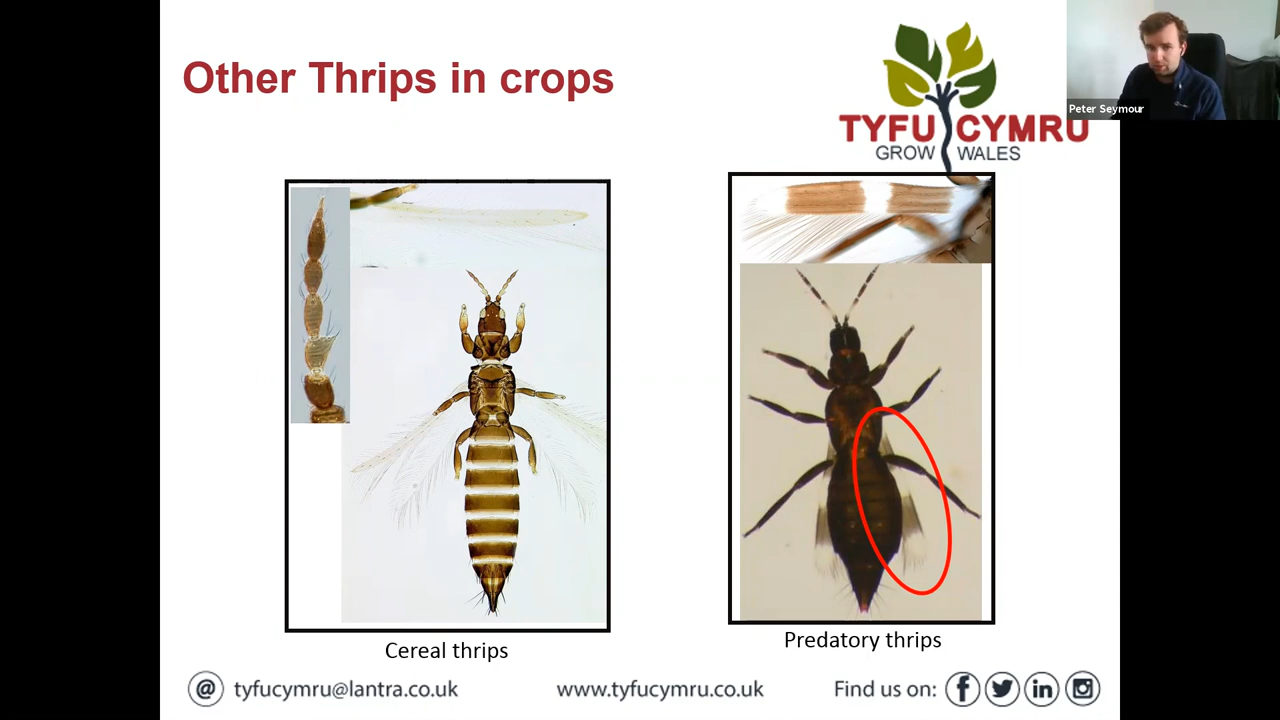 Other Thrips in crops
TYFU CYMRU
GROW WALES
Peter Seymour
Cereal thrips
Predatory thrips
@ tyfucymru@lantra.co.uk
www.tyfucymru.co.uk
Find us on: